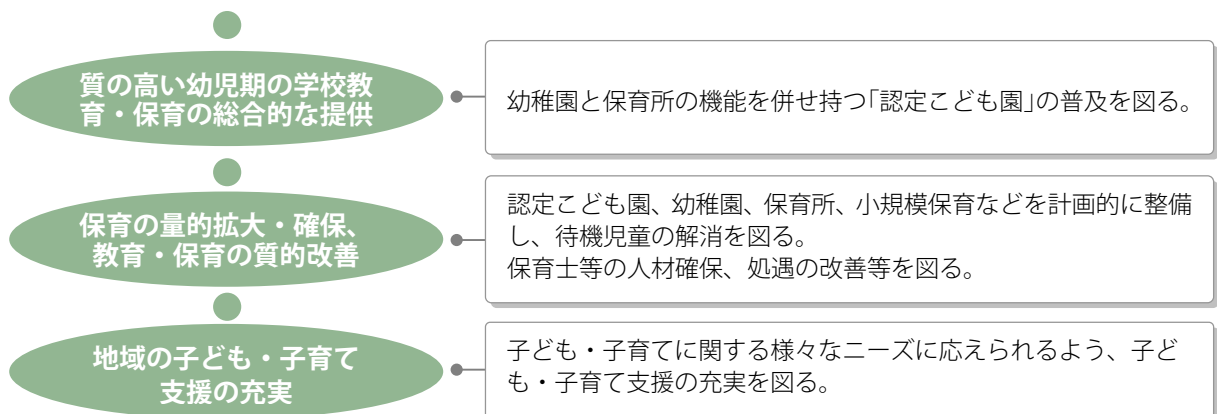 質の高い幼児期の学校教
育・保育の総合的な提供
幼稚園と保育所の機能を併せ持つ「認定こども園」の普及を図る。
保育の量的拡大・確保、
教育・保育の質的改善
認定こども園、幼稚園、保育所、小規模保育などを計画的に整備
し、待機児童の解消を図る。
保育士等の人材確保、処遇の改善等を図る。
地域の子ども・子育て
支援の充実
子ども・子育てに関する様々なニーズに応えられるよう、子ど
も・子育て支援の充実を図る。